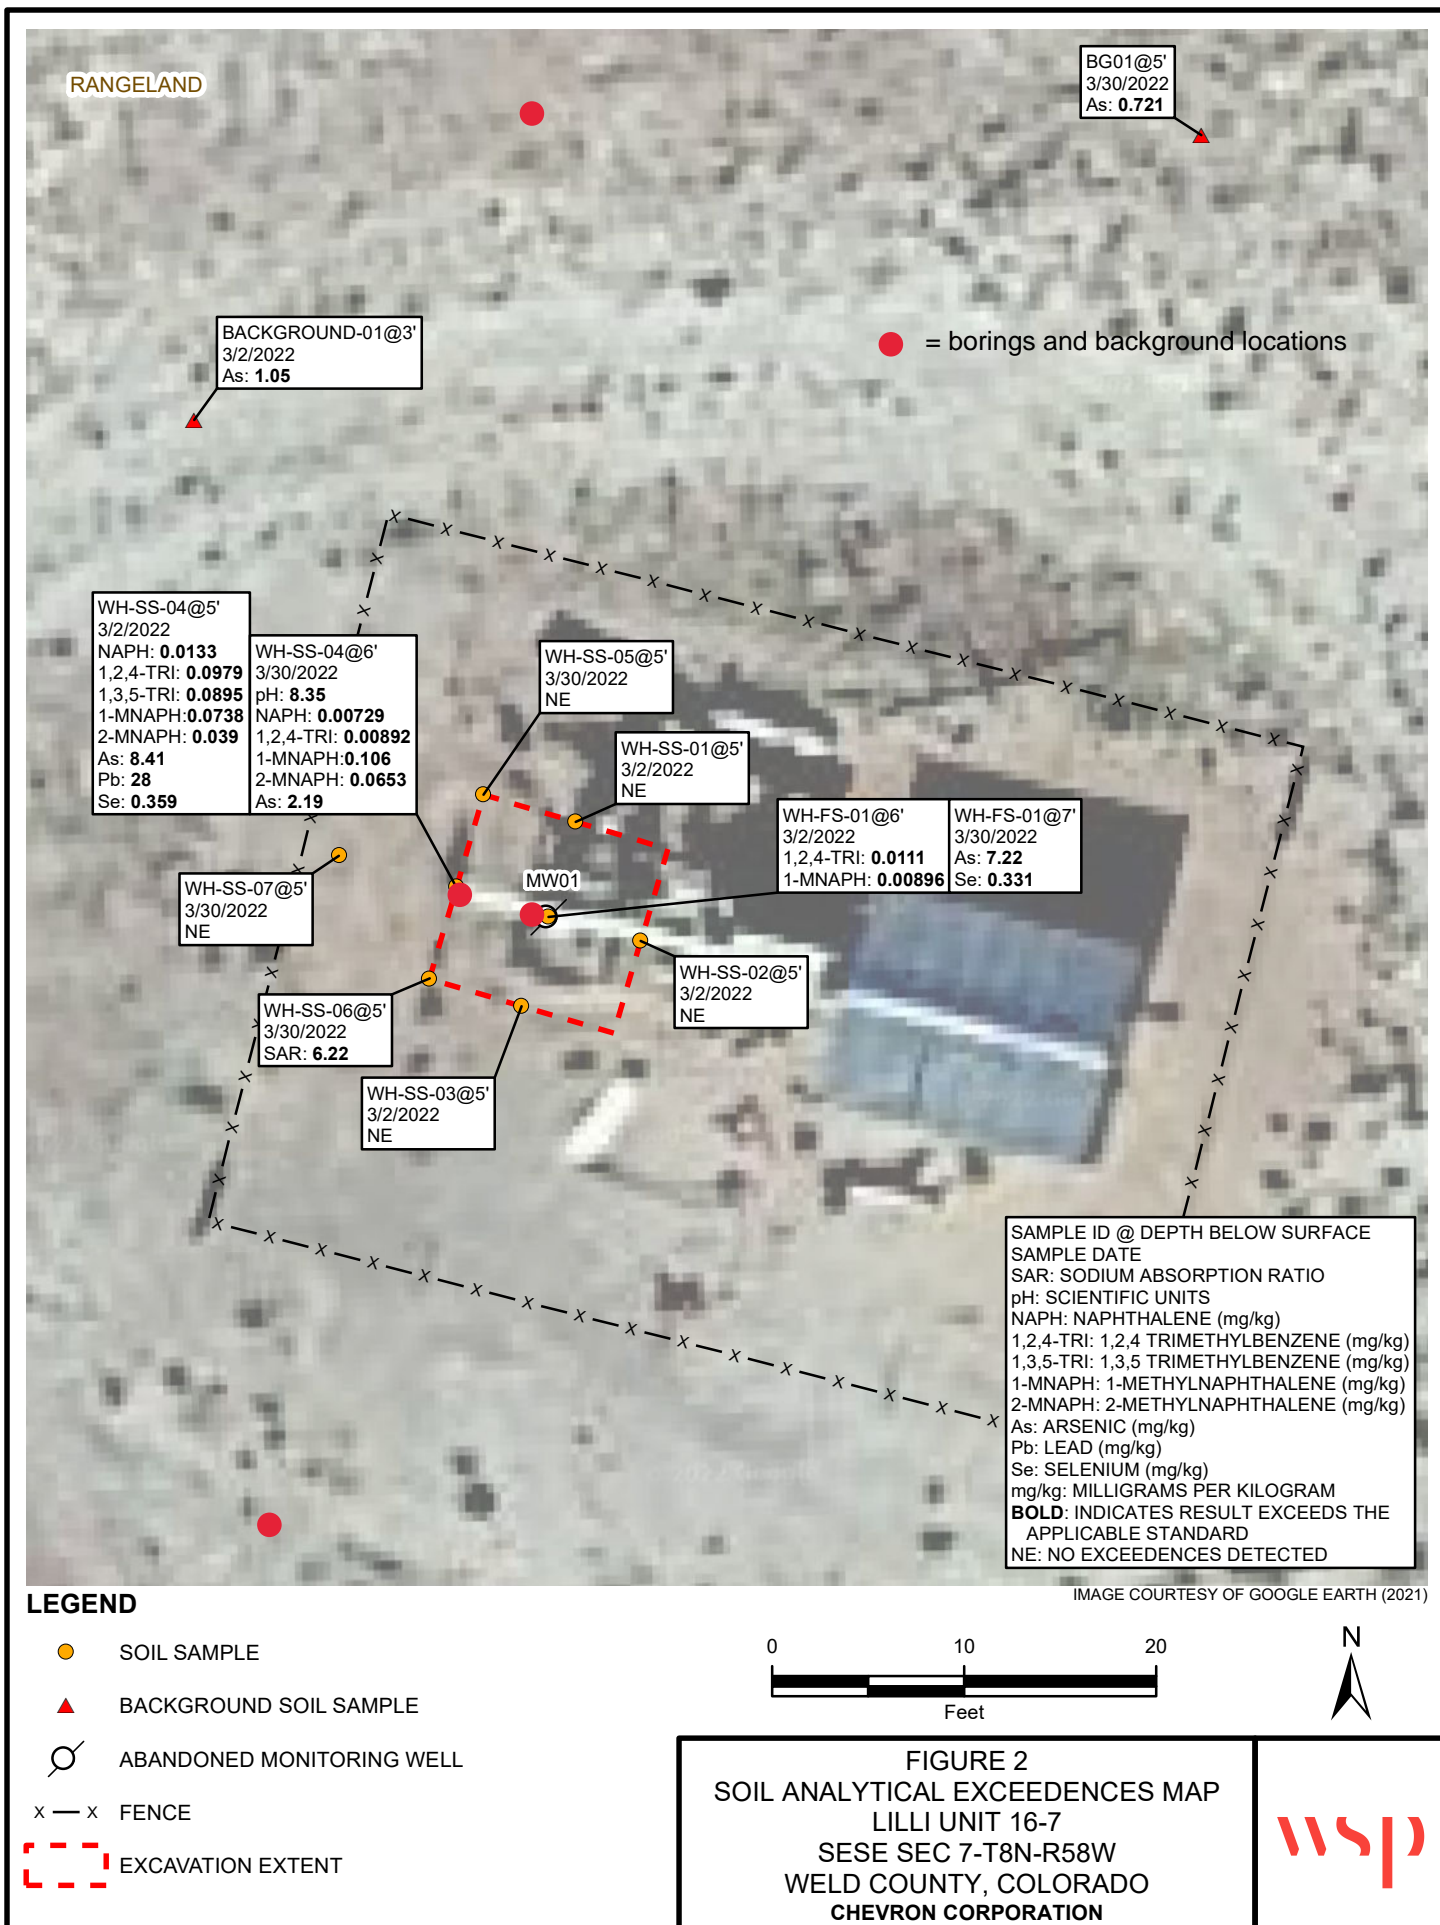 RANGELAND
BG01@5'
3/30/2022
As: 0.721
= borings and background locations
BACKGROUND-01@3'
3/2/2022
As: 1.05
WH-SS-04@5'
3/2/2022
NAPH: 0.0133
1,2,4-TRI: 0.0979
1,3,5-TRI: 0.0895
1-MNAPH:0.0738
2-MNAPH: 0.039
As: 8.41
Pb: 28
Se: 0.359
WH-SS-04@6'
3/30/2022
pH: 8.35
NAPH: 0.00729
1,2,4-TRI: 0.00892
1-MNAPH:0.106
2-MNAPH: 0.0653
As: 2.19
WH-SS-05@5'
3/30/2022
NE
WH-SS-01@5'
3/2/2022
NE
WH-FS-01@6'
3/2/2022
1,2,4-TRI: 0.0111
1-MNAPH: 0.00896
WH-FS-01@7'
3/30/2022
As: 7.22
Se: 0.331
MW01
WH-SS-07@5'
3/30/2022
NE
WH-SS-02@5'
3/2/2022
NE
WH-SS-06@5'
3/30/2022
SAR: 6.22
WH-SS-03@5'
3/2/2022
NE
SAMPLE ID @ DEPTH BELOW SURFACE
SAMPLE DATE
SAR: SODIUM ABSORPTION RATIO
pH: SCIENTIFIC UNITS
NAPH: NAPHTHALENE (mg/kg)
1,2,4-TRI: 1,2,4 TRIMETHYLBENZENE (mg/kg)
1,3,5-TRI: 1,3,5 TRIMETHYLBENZENE (mg/kg)
1-MNAPH: 1-METHYLNAPHTHALENE (mg/kg)
2-MNAPH: 2-METHYLNAPHTHALENE (mg/kg)
As: ARSENIC (mg/kg)
Pb: LEAD (mg/kg)
Se: SELENIUM (mg/kg)
mg/kg: MILLIGRAMS PER KILOGRAM
BOLD: INDICATES RESULT EXCEEDS THE
APPLICABLE STANDARD
NE: NO EXCEEDENCES DETECTED
IMAGE COURTESY OF GOOGLE EARTH (2021)
LEGEND
SOIL SAMPLE
BACKGROUND SOIL SAMPLE
ABANDONED MONITORING WELL
X — X FENCE
EXCAVATION EXTENT
0 10 20
Feet
N
FIGURE 2
SOIL ANALYTICAL EXCEEDENCES MAP
LILLI UNIT 16-7
SESE SEC 7-T8N-R58W
WELD COUNTY, COLORADO
CHEVRON CORPORATION
wsp